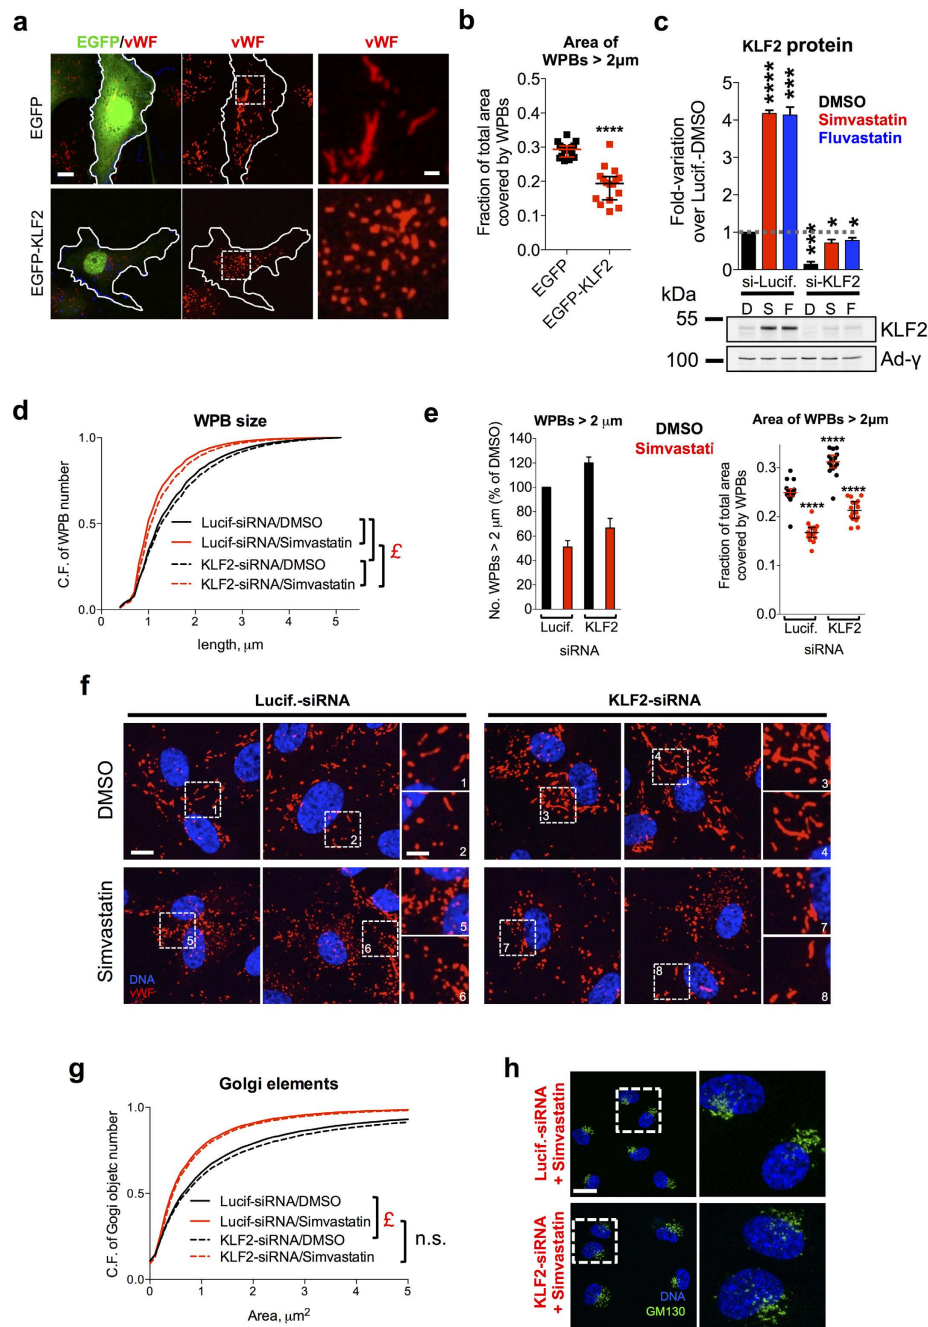 a
EGFP/vWF
vWF
vWF
EGFP
EGFP-KLF2
b
Area of
WPBs > 2μm
Fraction of total area
covered by WPBs
0.5
0.4
0.3
0.2
0.1
0.0
****
EGFP
EGFP-KLF2
c
KLF2 protein
Fold-variation
over Lucif.-DMSO
5
4
3
2
1
0
****
***
***
*
*
DMSO
Simvastatin
Fluvastatin
si-Lucif.
si-KLF2
kDa
D S F D S F
55
KLF2
100
Ad-γ
d
WPB size
C.F. of WPB number
1.0
0.5
0.0
0 1 2 3 4 5
length, μm
Lucif-siRNA/DMSO
Lucif-siRNA/Simvastatin
KLF2-siRNA/DMSO
KLF2-siRNA/Simvastatin
£
e
WPBs > 2 μm
No. WPBs > 2 μm (% of DMSO)
140
120
100
80
60
40
20
0
Lucif. KLF2
siRNA
DMSO
Simvastati
Area of WPBs > 2μm
Fraction of total area
covered by WPBs
0.3
0.2
0.1
0.0
****
****
****
Lucif. KLF2
siRNA
f
Lucif.-siRNA
KLF2-siRNA
DMSO
1
2
1
2
3
4
3
4
Simvastatin
5
6
5
6
7
8
7
8
DNA
vWF
g
Golgi elements
C.F. of Gogi objetc number
1.0
0.5
0.0
0 1 2 3 4 5
Area, μm²
Lucif-siRNA/DMSO
Lucif-siRNA/Simvastatin
KLF2-siRNA/DMSO
KLF2-siRNA/Simvastatin
£
n.s.
h
Lucif.-siRNA
+ Simvastatin
KLF2-siRNA
+ Simvastatin
DNA
GM130